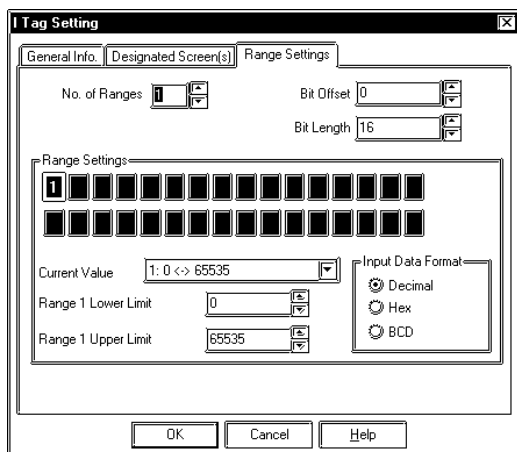 I Tag Setting
General Info. Designated Screen(s) Range Settings
No. of Ranges 1 Bit Offset 0
Bit Length 16
Range Settings
1
Current Value 1: 0 <-> 65535 Input Data Format
Decimal
Range 1 Lower Limit 0 Hex
Range 1 Upper Limit 65535 BCD
OK Cancel Help